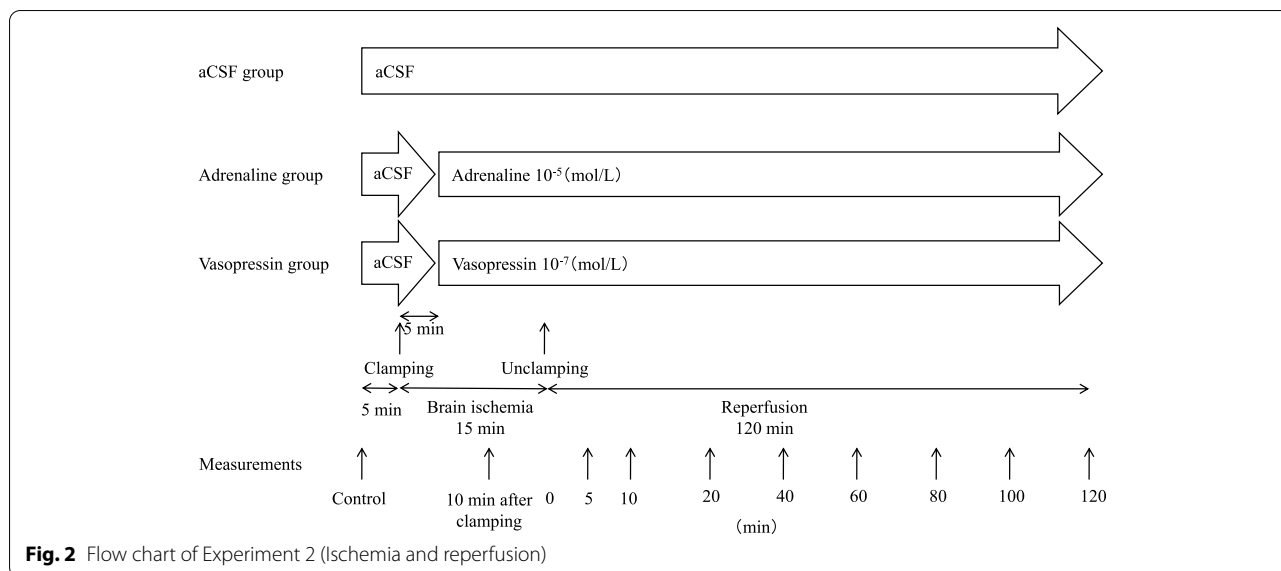 aCSF group
aCSF
Adrenaline group
aCSF
Adrenaline 10⁻⁵(mol/L)
Vasopressin group
aCSF
Vasopressin 10⁻⁷(mol/L)
5 min
Clamping
Unclamping
5 min
Brain ischemia
15 min
Reperfusion
120 min
Measurements
Control
10 min after
clamping
0 5 10 20 40 60 80 100 120
(min)
Fig. 2 Flow chart of Experiment 2 (Ischemia and reperfusion)